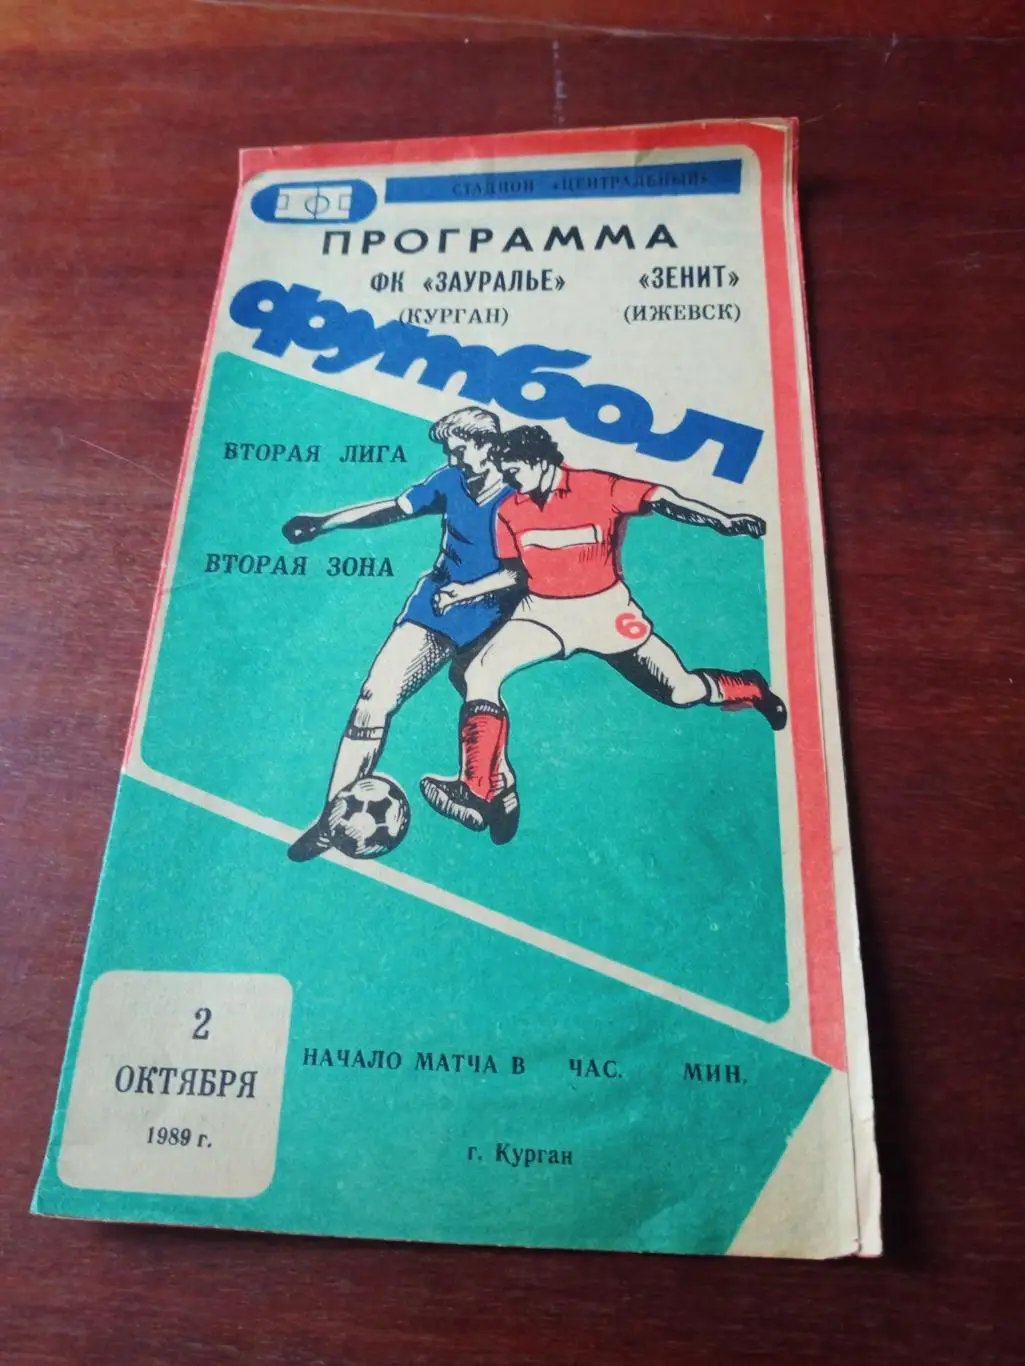 СТАДИОН «ЦЕНТРАЛЬНЫЙ»
ПРОГРАММА
ФК «ЗАУРАЛЬЕ» «ЗЕНИТ»
(КУРГАН) (ИЖЕВСК)
футбол
ВТОРАЯ ЛИГА
ВТОРАЯ ЗОНА
6
2
ОКТЯБРЯ
1989 г.
НАЧАЛО МАТЧА В ЧАС. МИН.
г. Курган